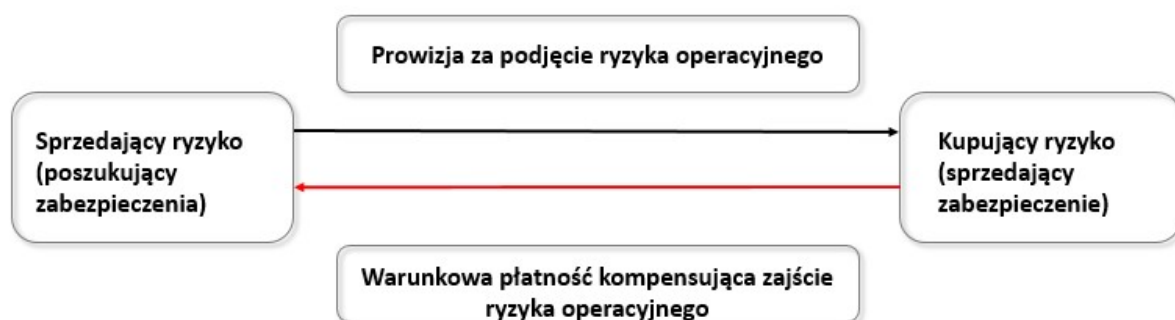 Prowizja za podjęcie ryzyka operacyjnego
Sprzedający ryzyko
(poszukujący
zabezpieczenia)
Kupujący ryzyko
(sprzedający
zabezpieczenie)
Warunkowa płatność kompensująca zajście
ryzyka operacyjnego